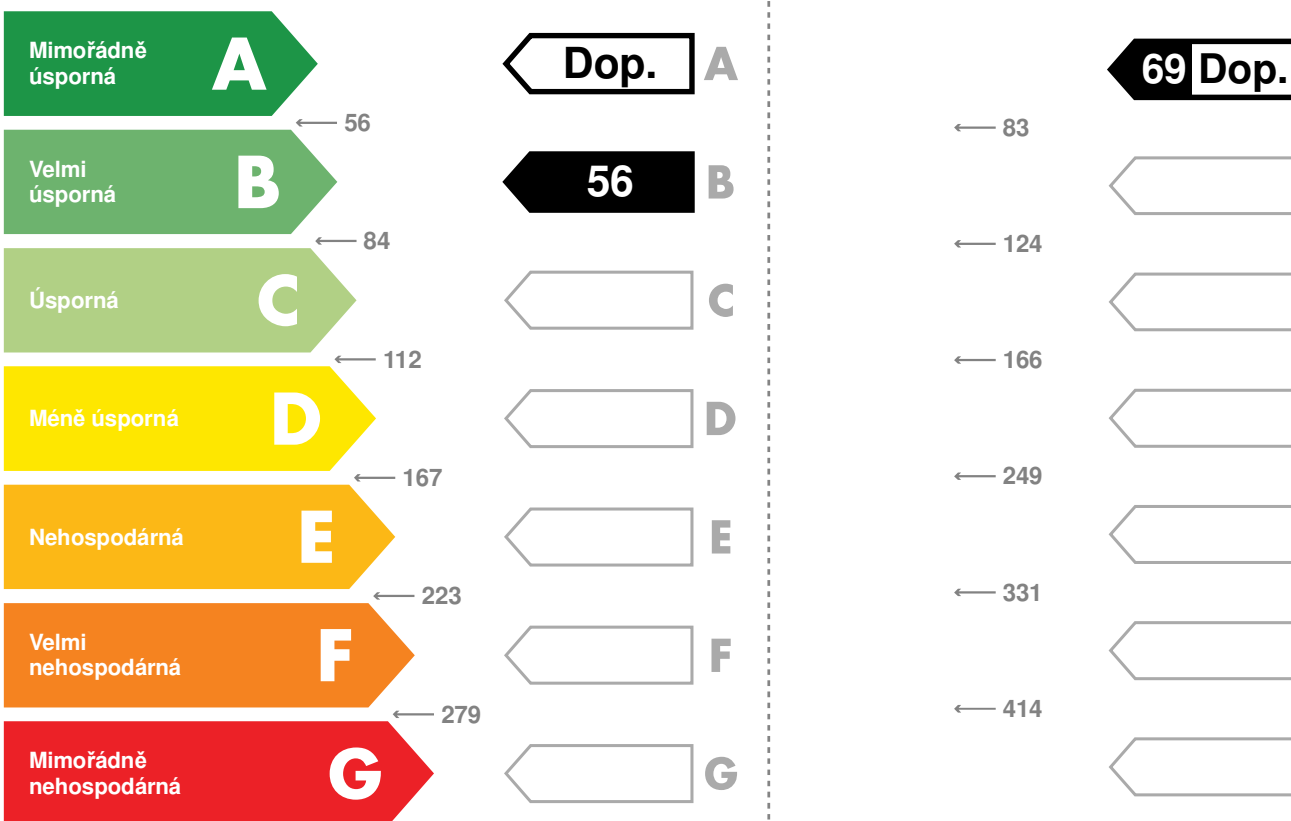 Mimořádně
úsporná
A
Dop.
A
69 Dop.
56
83
Velmi
úsporná
B
56
B
84
124
Úsporná
C
C
112
166
Méně úsporná
D
D
167
249
Nehospodárná
E
E
223
331
Velmi
nehospodárná
F
F
279
414
Mimořádně
nehospodárná
G
G